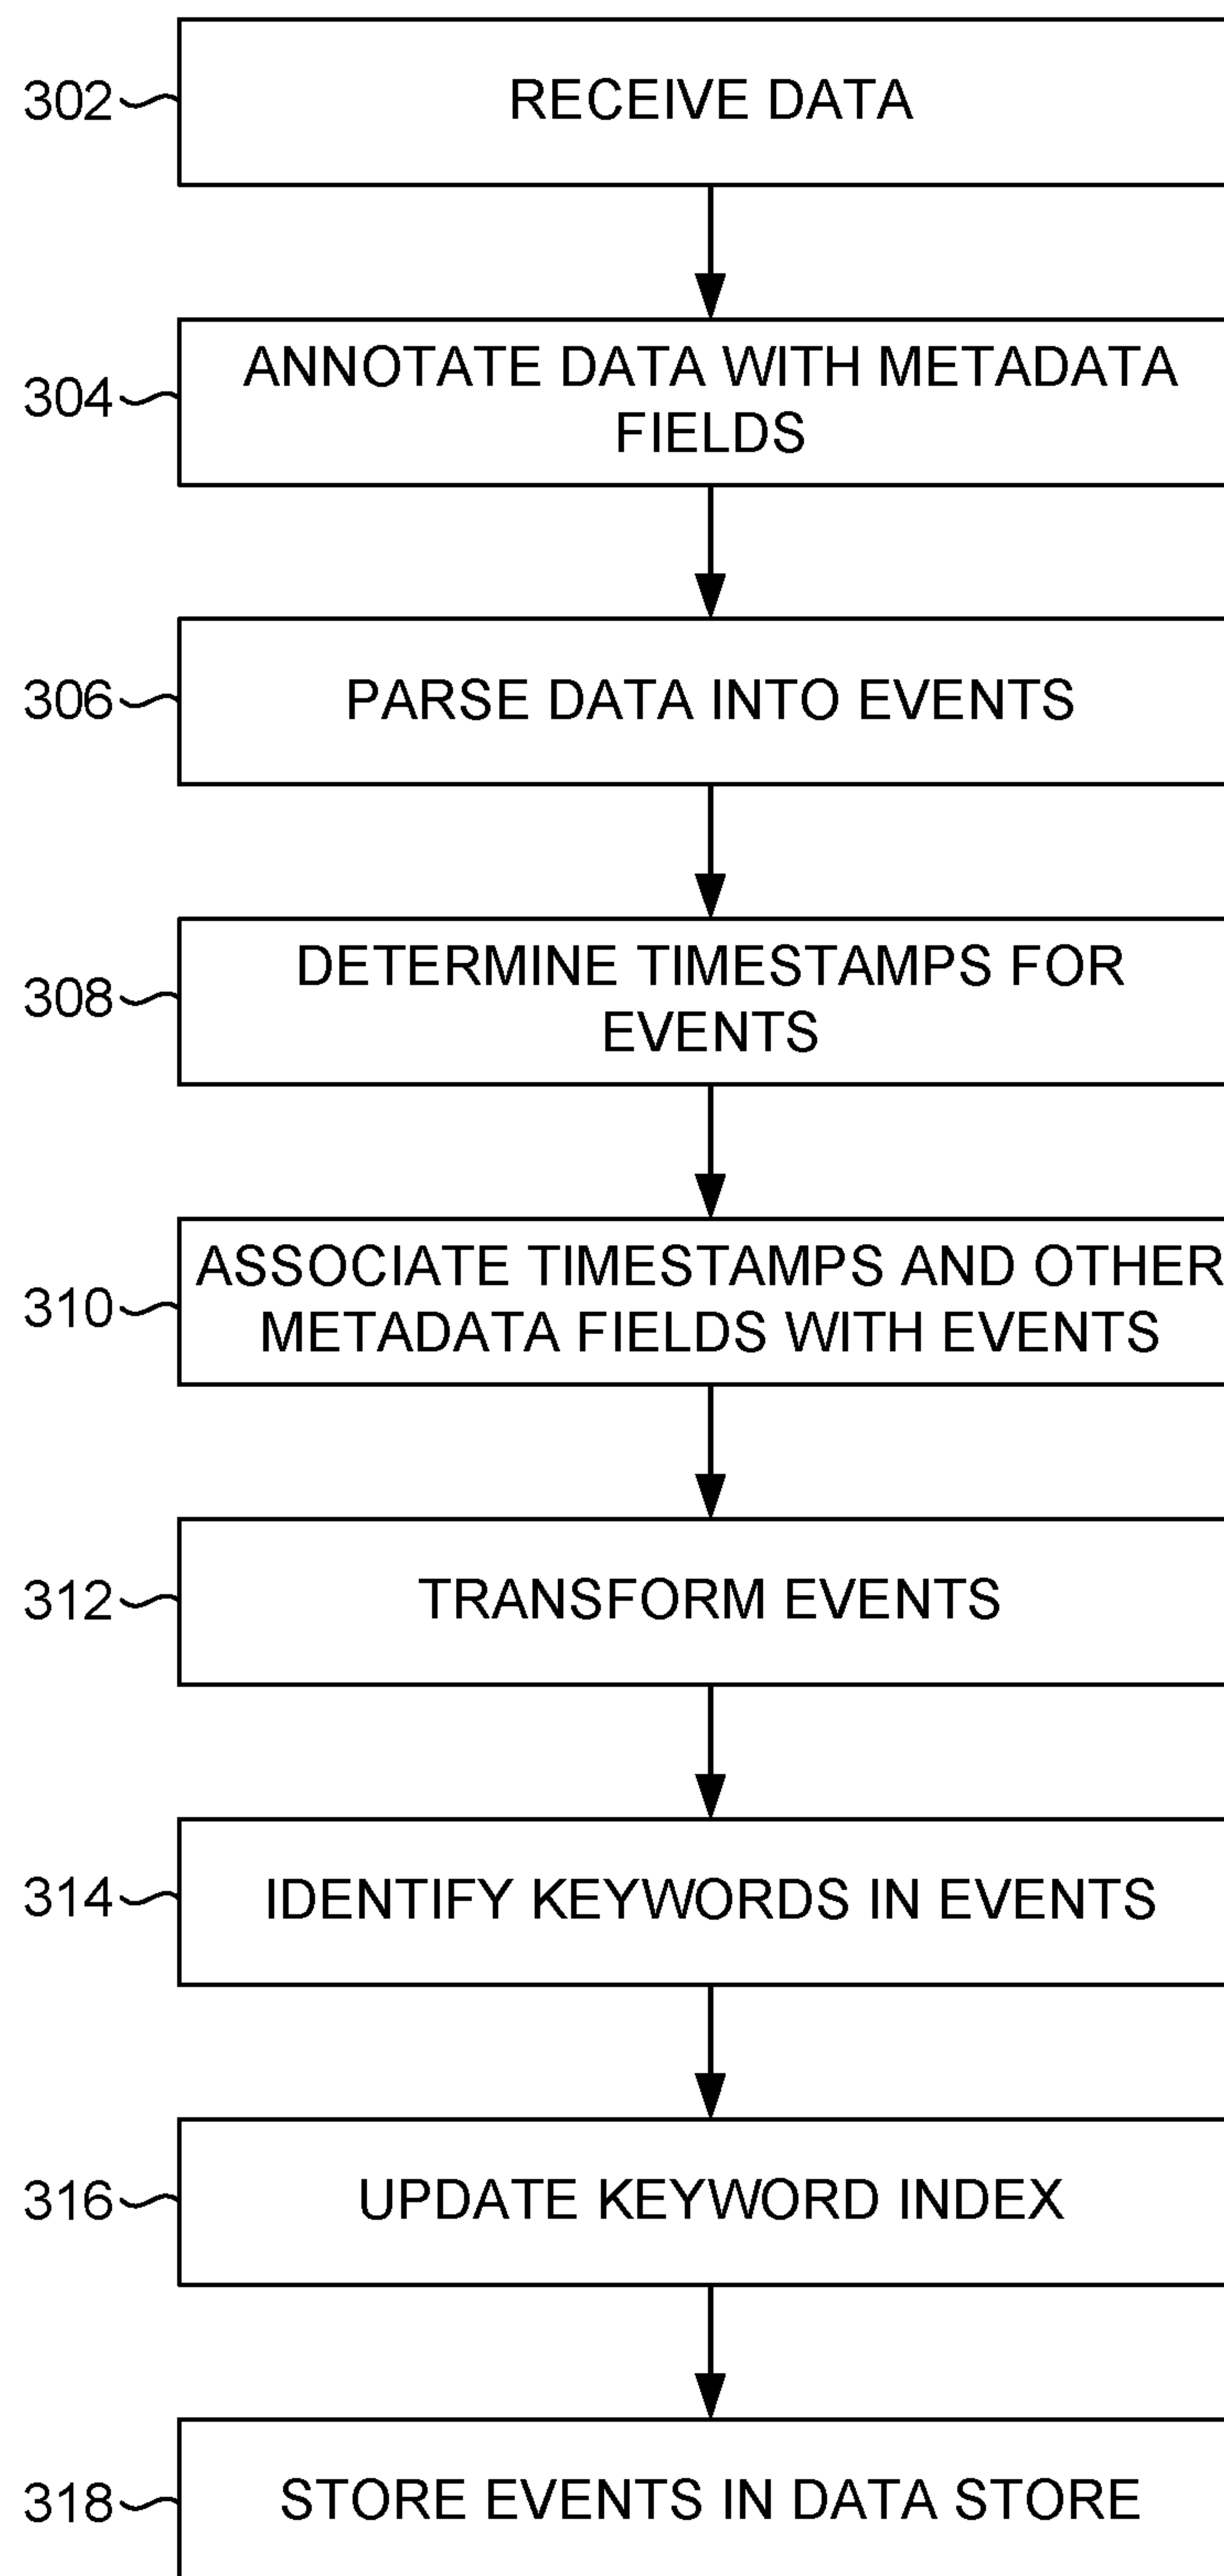 302
RECEIVE DATA
304
ANNOTATE DATA WITH METADATA
FIELDS
306
PARSE DATA INTO EVENTS
308
DETERMINE TIMESTAMPS FOR
EVENTS
310
ASSOCIATE TIMESTAMPS AND OTHER
METADATA FIELDS WITH EVENTS
312
TRANSFORM EVENTS
314
IDENTIFY KEYWORDS IN EVENTS
316
UPDATE KEYWORD INDEX
318
STORE EVENTS IN DATA STORE